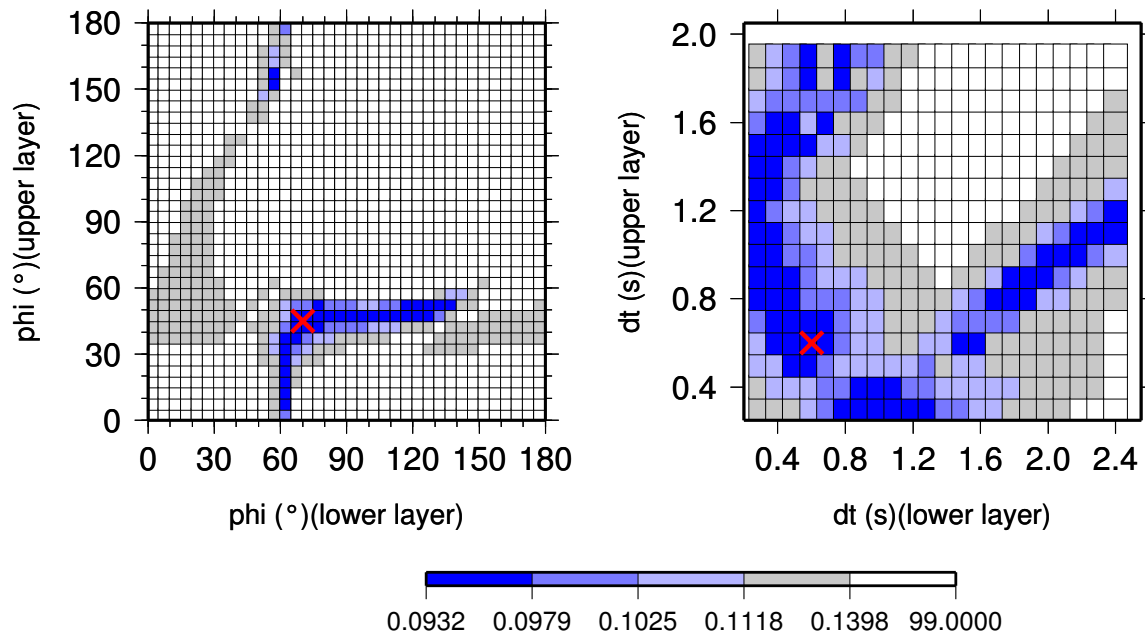 180
150
120
90
60
30
0
phi (°)(upper layer)
0 30 60 90 120 150 180
phi (°)(lower layer)
2.0
1.6
1.2
0.8
0.4
dt (s)(upper layer)
0.4 0.8 1.2 1.6 2.0 2.4
dt (s)(lower layer)
0.0932 0.0979 0.1025 0.1118 0.1398 99.0000